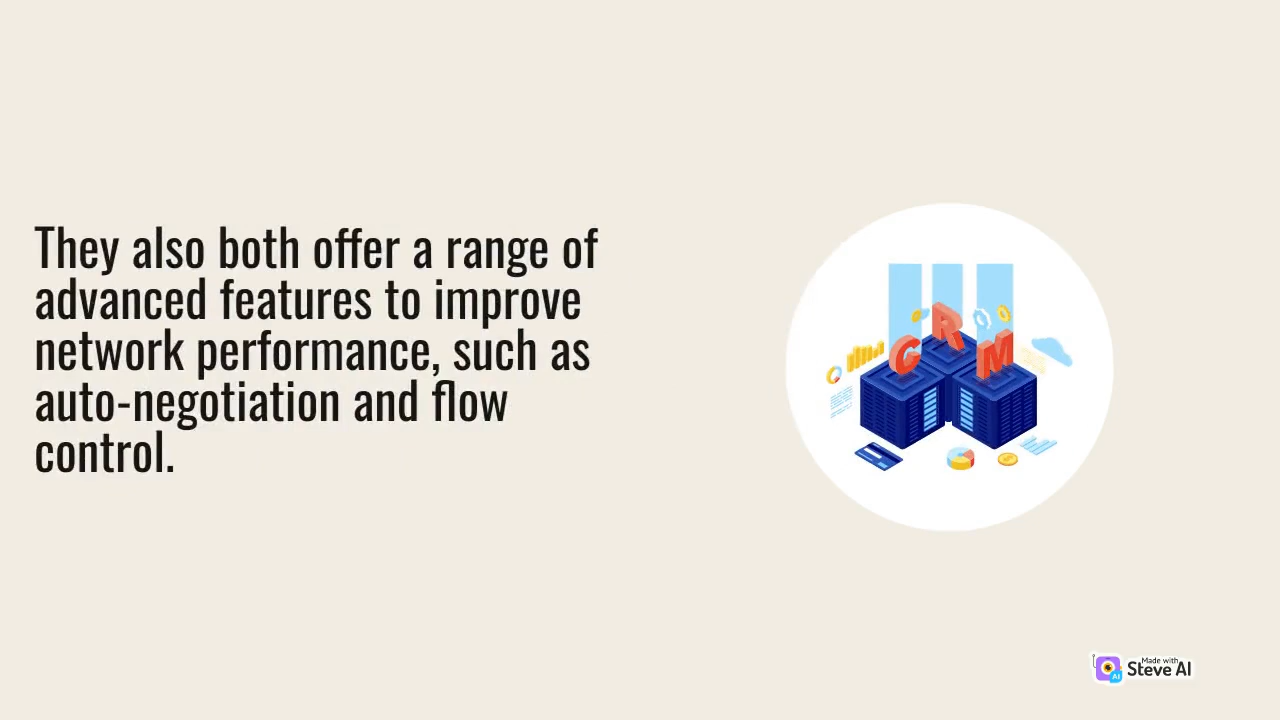 They also both offer a range of
advanced features to improve
network performance, such as
auto-negotiation and flow
control.
C R M
Made with
Steve AI
AI